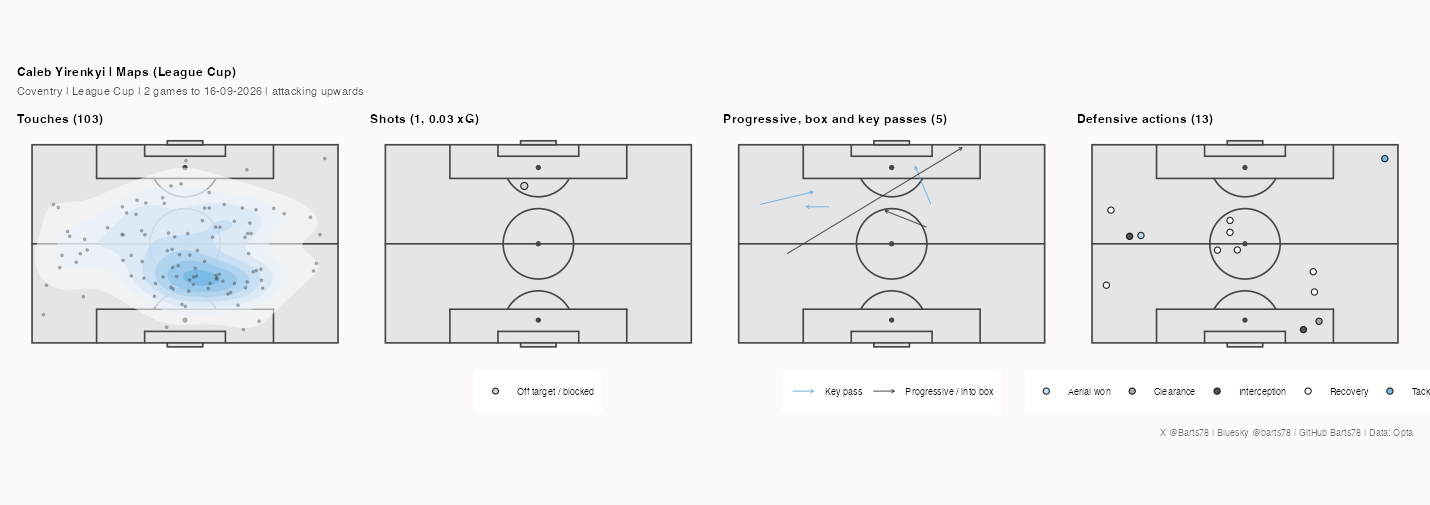 Caleb Yirenkyi | Maps (League Cup)
Coventry | League Cup | 2 games to 16-09-2026 | attacking upwards
Touches (103)
Shots (1, 0.03 xG)
Progressive, box and key passes (5)
Defensive actions (13)
Off target / blocked
Key pass
Progressive / into box
Aerial won
Clearance
Interception
Recovery
Tack
X @Barts78 | Bluesky @barts78 | GitHub Barts78 | Data: Opta